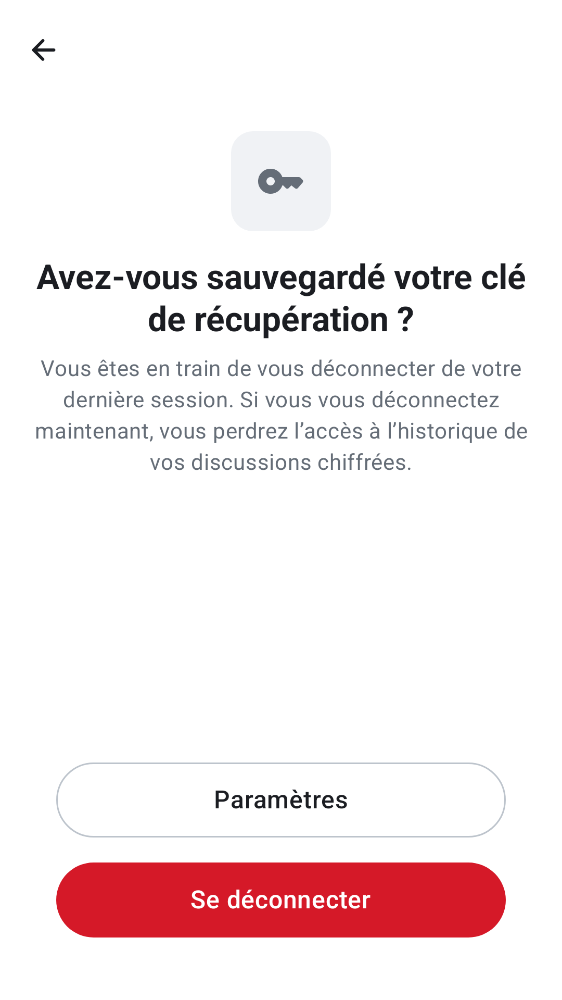 Avez-vous sauvegardé votre clé
de récupération ?
Vous êtes en train de vous déconnecter de votre
dernière session. Si vous vous déconnectez
maintenant, vous perdrez l’accès à l’historique de
vos discussions chiffrées.
Paramètres
Se déconnecter